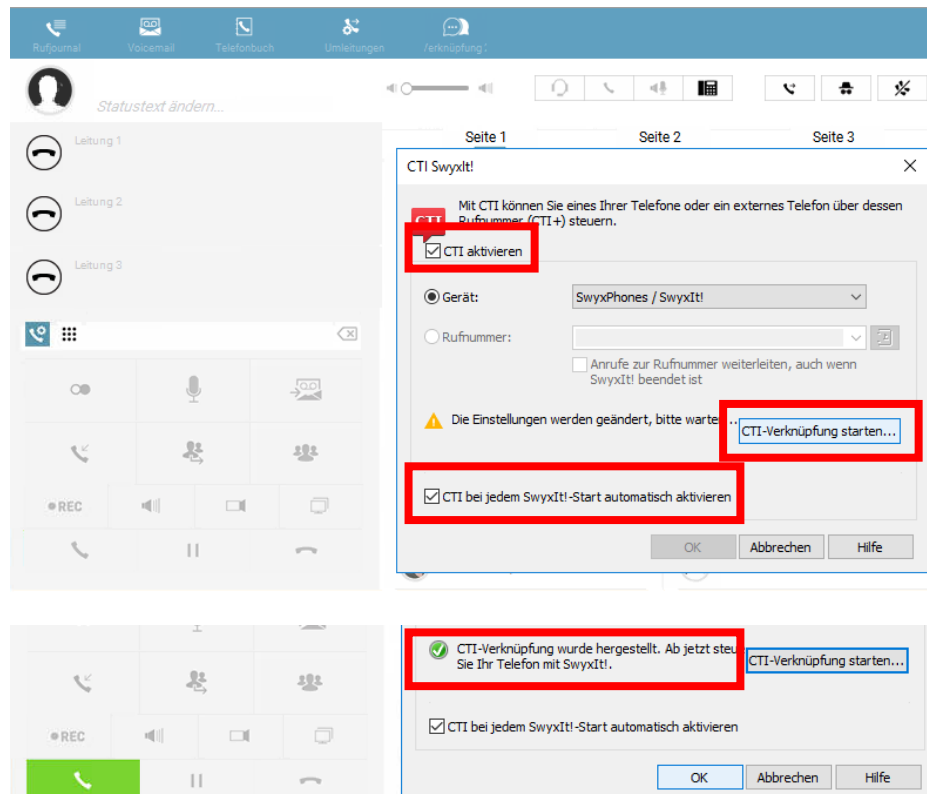 Rufjournal
Voicemail
Telefonbuch
Umleitungen
/erknüpfung
Statustext ändern...
Leitung 1
Leitung 2
Leitung 3
REC
Seite 1
Seite 2
Seite 3
CTI SwyxIt!
Mit CTI können Sie eines Ihrer Telefone oder ein externes Telefon über dessen
CTI Rufnummer (CTI+) steuern.
CTI aktivieren
Gerät:
SwyxPhones / SwyxIt!
Rufnummer:
Anrufe zur Rufnummer weiterleiten, auch wenn
SwyxIt! beendet ist
Die Einstellungen werden geändert, bitte warten...
CTI-Verknüpfung starten...
CTI bei jedem SwyxIt!-Start automatisch aktivieren
OK
Abbrechen
Hilfe
REC
CTI-Verknüpfung wurde hergestellt. Ab jetzt steu
Sie Ihr Telefon mit SwyxIt!.
CTI-Verknüpfung starten...
CTI bei jedem SwyxIt!-Start automatisch aktivieren
OK
Abbrechen
Hilfe